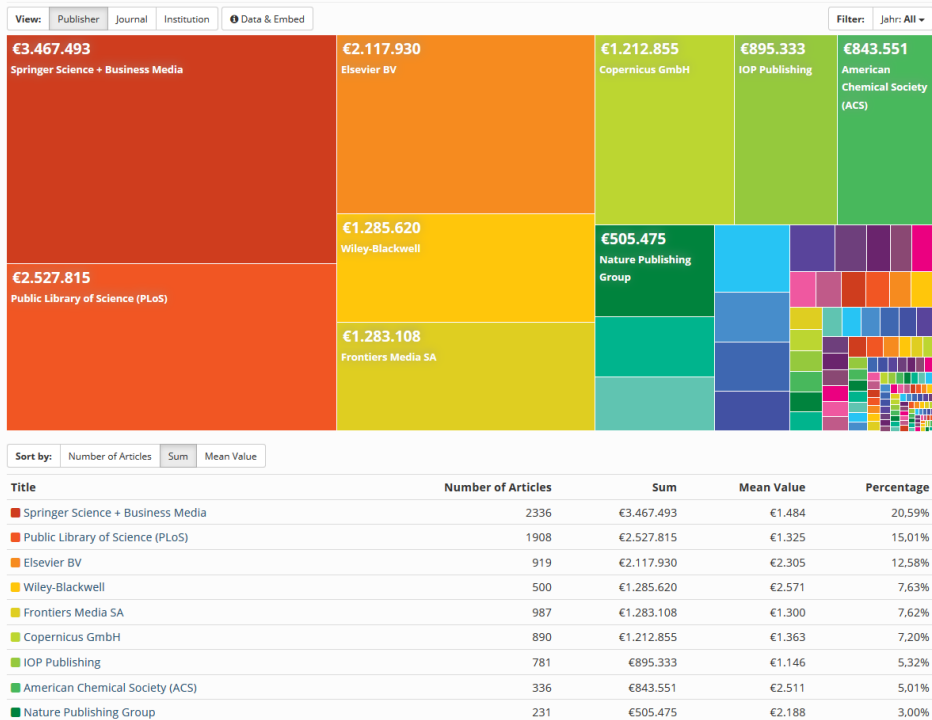 View: Publisher Journal Institution Data & Embed Filter: Jahr: All
€3.467.493
Springer Science + Business Media
€2.117.930
Elsevier BV
€1.212.855
Copernicus GmbH
€895.333
IOP Publishing
€843.551
American
Chemical Society
(ACS)
€1.285.620
Wiley-Blackwell
€505.475
Nature Publishing
Group
€2.527.815
Public Library of Science (PLoS)
€1.283.108
Frontiers Media SA
Sort by: Number of Articles Sum Mean Value
Title Number of Articles Sum Mean Value Percentage
Springer Science + Business Media 2336 €3.467.493 €1.484 20,59%
Public Library of Science (PLoS) 1908 €2.527.815 €1.325 15,01%
Elsevier BV 919 €2.117.930 €2.305 12,58%
Wiley-Blackwell 500 €1.285.620 €2.571 7,63%
Frontiers Media SA 987 €1.283.108 €1.300 7,62%
Copernicus GmbH 890 €1.212.855 €1.363 7,20%
IOP Publishing 781 €895.333 €1.146 5,32%
American Chemical Society (ACS) 336 €843.551 €2.511 5,01%
Nature Publishing Group 231 €505.475 €2.188 3,00%